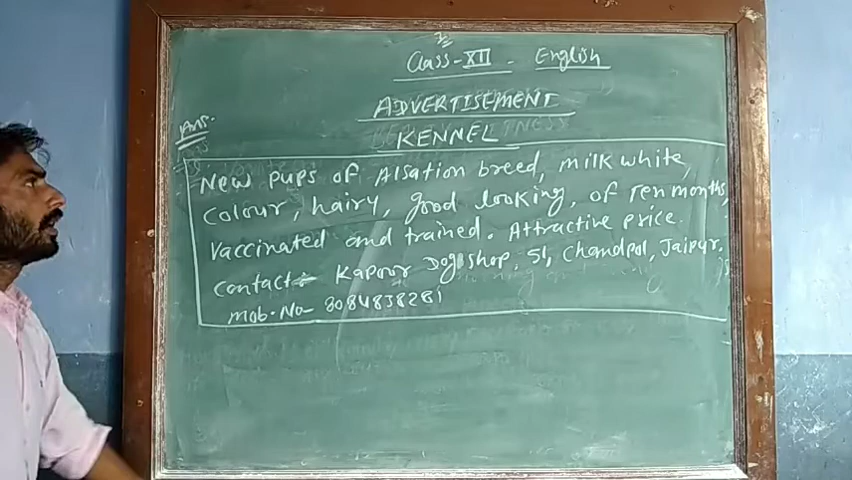 Class-XII - English
ADVERTISEMENT
Ans.
KENNEL
New pups of Alsation breed, milk white,
colour, hairy, good looking, of ten months,
vaccinated and trained. Attractive price.
contact:- Kapoor Dog shop, 51, Chandpol, Jaipur.
Mob. No- 8084838281